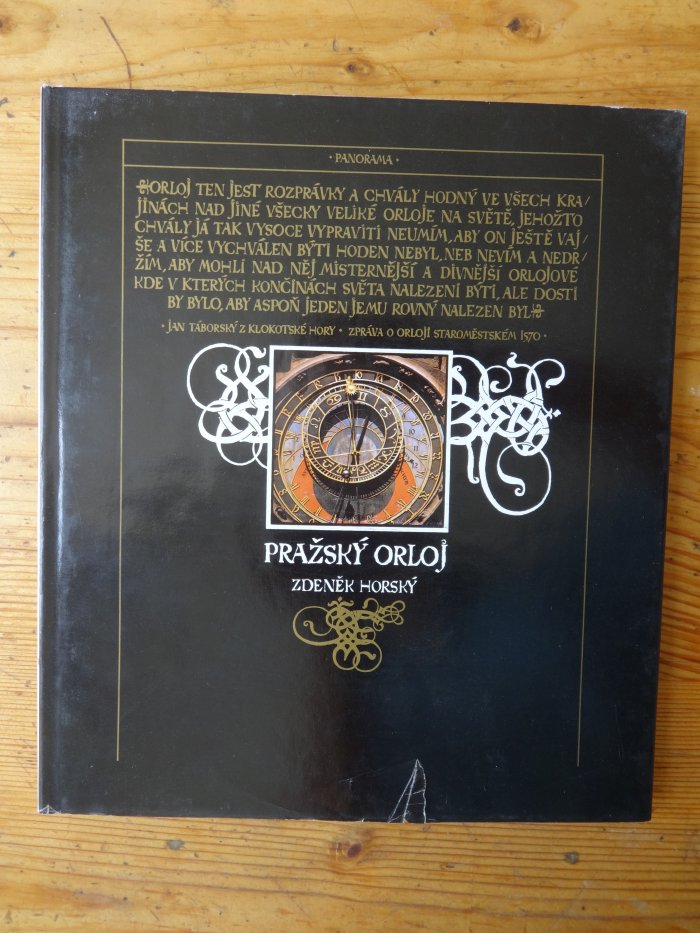 · PANORAMA ·
ORLOJ TEN JEST ROZPRÁVKY A CHVÁLY HODNÝ VE VŠECH KRA/
JINÁCH NAD JINÉ VŠECKY VELIKÉ ORLOJE NA SVĚTĚ, JEHOŽTO
CHVÁLY JÁ TAK VYSOCE VYPRAVITI NEUMÍM, ABY ON JEŠTĚ VAJ/
ŠE A VÍCE VYCHVÁLEN BÝTI HODEN NEBYL, NEB NEVÍM A NEDR/
ŽÍM, ABY MOHLI NAD NĚJ MISTERNĚJŠÍ A DIVNĚJŠÍ ORLOJOVÉ
KDE V KTERÝCH KONČINÁCH SVĚTA NALEZENI BÝTI, ALE DOSTI
BY BYLO, ABY ASPOŇ JEDEN JEMU ROVNÝ NALEZEN BYL
· JAN TÁBORSKÝ Z KLOKOTSKÉ HORY · ZPRÁVA O ORLOJI STAROMĚSTSKÉM 1570 ·
PRAŽSKÝ ORLOJ
ZDENĚK HORSKÝ